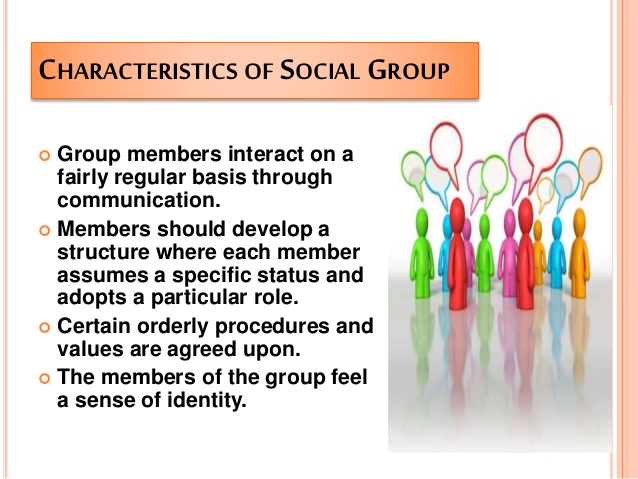 CHARACTERISTICS OF SOCIAL GROUP
Group members interact on a
fairly regular basis through
communication.
Members should develop a
structure where each member
assumes a specific status and
adopts a particular role.
Certain orderly procedures and
values are agreed upon.
The members of the group feel
a sense of identity.